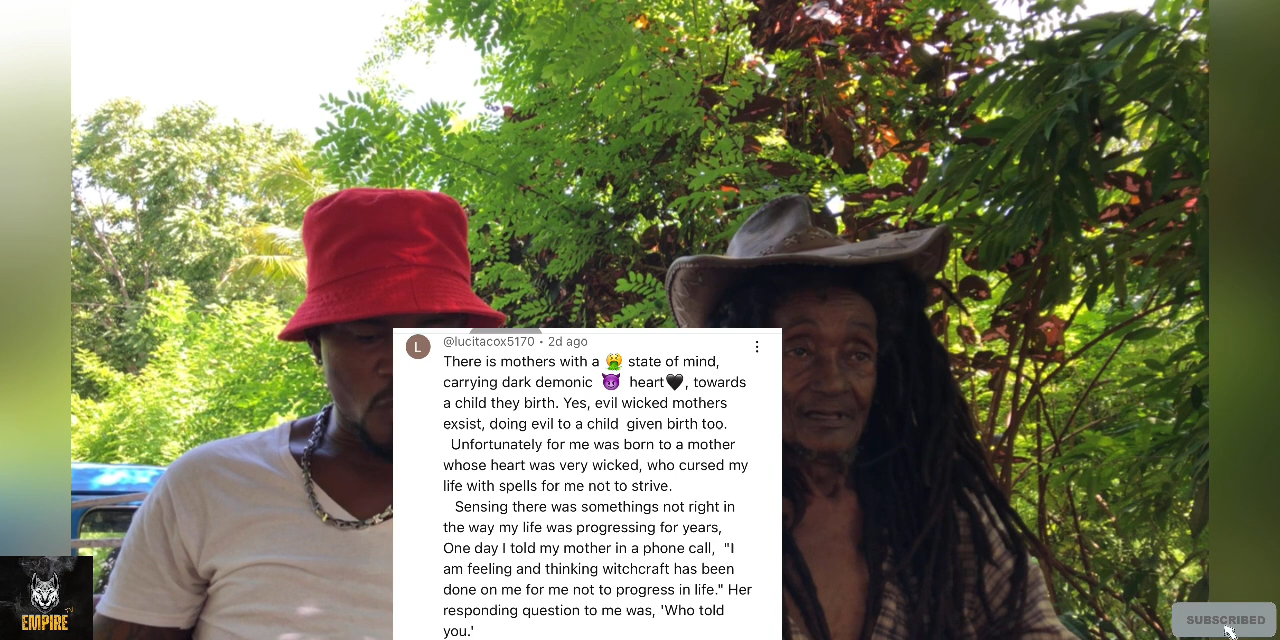 @lucitacox5170 • 2d ago
There is mothers with a 🤮 state of mind,
carrying dark demonic 😈 heart🖤, towards
a child they birth. Yes, evil wicked mothers
exsist, doing evil to a child given birth too.
Unfortunately for me was born to a mother
whose heart was very wicked, who cursed my
life with spells for me not to strive.
Sensing there was somethings not right in
the way my life was progressing for years,
One day I told my mother in a phone call, "I
am feeling and thinking witchcraft has been
done on me for me not to progress in life." Her
responding question to me was, 'Who told
you.'
L
EMPIRE
SUBSCRIBED